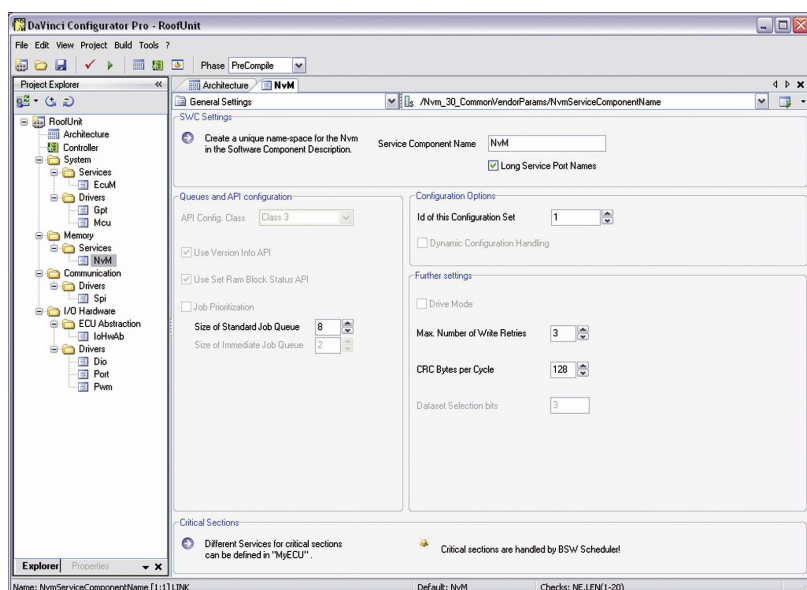 DaVinci Configurator Pro - RoofUnit
File Edit View Project Build Tools ?
Phase PreCompile
Project Explorer
Architecture NvM
General Settings /Nvm_30_CommonVendorParams/NvmServiceComponentName
RoofUnit
Architecture
Controller
System
Services
EcuM
Drivers
Gpt
Mcu
Memory
Services
NvM
Communication
Drivers
Spi
I/O Hardware
ECU Abstraction
IoHwAb
Drivers
Dio
Port
Pwm
SWC Settings
Create a unique name-space for the Nvm
in the Software Component Description.
Service Component Name NvM
Long Service Port Names
Queues and API configuration
API Config. Class Class 3
Use Version Info API
Use Set Ram Block Status API
Job Prioritization
Size of Standard Job Queue 8
Size of Immediate Job Queue 2
Configuration Options
Id of this Configuration Set 1
Dynamic Configuration Handling
Further settings
Drive Mode
Max. Number of Write Retries 3
CRC Bytes per Cycle 128
Dataset Selection bits 3
Critical Sections
Different Services for critical sections
can be defined in "MyECU" .
Critical sections are handled by BSW Scheduler!
Explorer Properties
Name: NvmServiceComponentName [1:1] LINK Default: NvM Checks: NE,LEN(1-20)